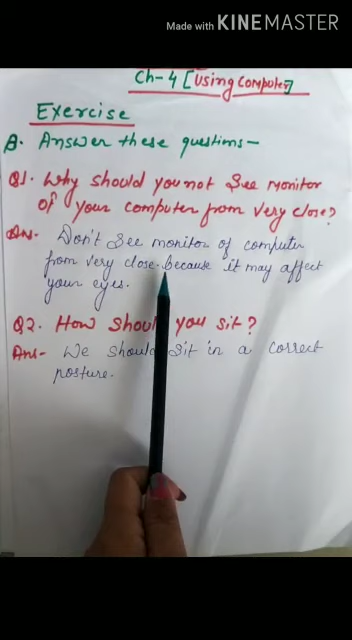 Made with KINEMASTER
Ch-4 [Using Computer]
Exercise
B. Answer these questions-
Q1. Why should you not See monitor
of your computer from very close?
Ans- Don't See monitor of computer
from very close. because it may affect
your eyes.
Q2. How should you sit?
Ans- We should sit in a correct
posture.